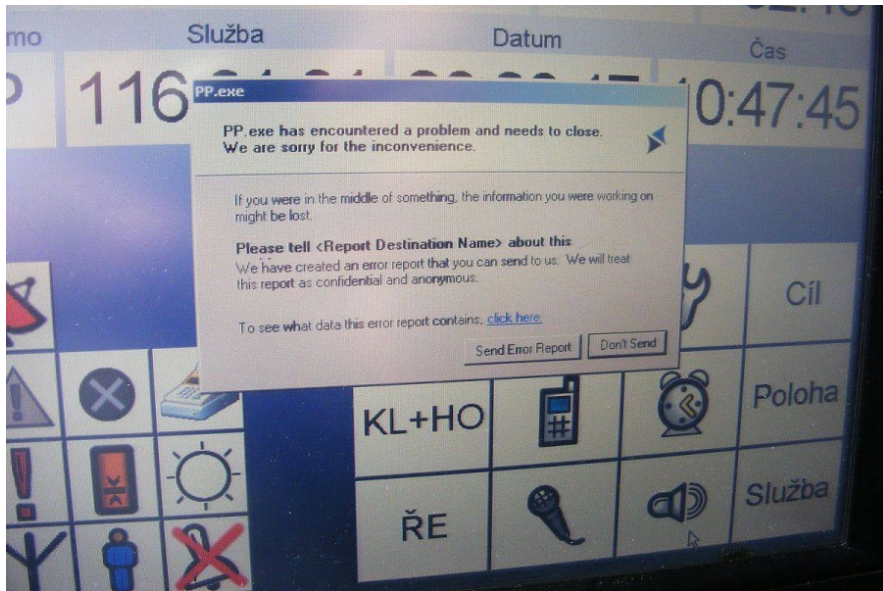 Služba
Datum
Čas
116
0:47:45
PP.exe
PP.exe has encountered a problem and needs to close.
We are sorry for the inconvenience.
If you were in the middle of something, the information you were working on
might be lost.
Please tell <Report Destination Name> about this
We have created an error report that you can send to us. We will treat
this report as confidential and anonymous.
To see what data this error report contains, click here.
Send Error Report
Don't Send
Cíl
KL+HO
Poloha
ŘE
Služba